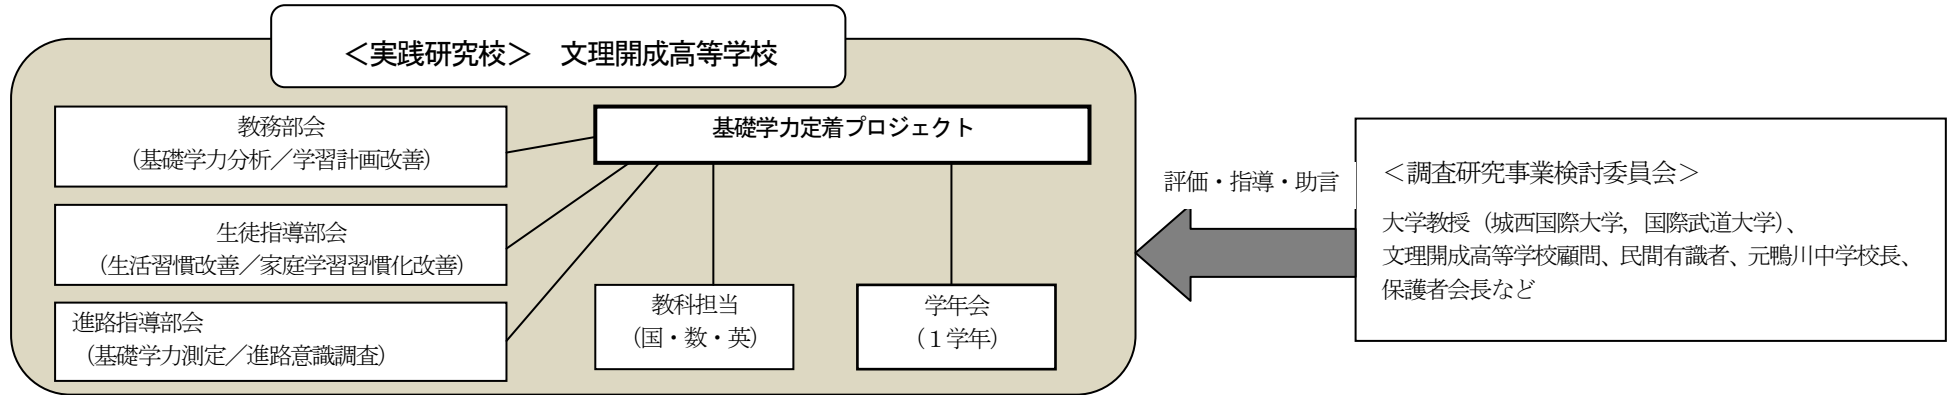 ＜実践研究校＞　文理開成高等学校
教務部会
（基礎学力分析／学習計画改善）
生徒指導部会
（生活習慣改善／家庭学習習慣化改善）
進路指導部会
（基礎学力測定／進路意識調査）
基礎学力定着プロジェクト
教科担当
（国・数・英）
学年会
（１学年）
評価・指導・助言
＜調査研究事業検討委員会＞
大学教授（城西国際大学，国際武道大学）、
文理開成高等学校顧問、民間有識者、元鴨川中学校長、
保護者会長など